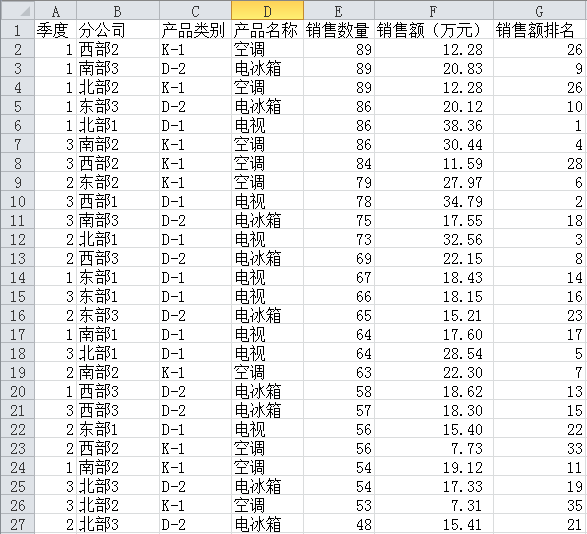 A B C D E F G
1 季度 分公司 产品类别 产品名称 销售数量 销售额（万元） 销售额排名
2 1 西部2 K-1 空调 89 12.28 26
3 1 南部3 D-2 电冰箱 89 20.83 9
4 1 北部2 K-1 空调 89 12.28 26
5 1 东部3 D-2 电冰箱 86 20.12 10
6 1 北部1 D-1 电视 86 38.36 1
7 3 南部2 K-1 空调 86 30.44 4
8 3 西部2 K-1 空调 84 11.59 28
9 2 东部2 K-1 空调 79 27.97 6
10 3 西部1 D-1 电视 78 34.79 2
11 3 南部3 D-2 电冰箱 75 17.55 18
12 2 北部1 D-1 电视 73 32.56 3
13 2 西部3 D-2 电冰箱 69 22.15 8
14 1 东部1 D-1 电视 67 18.43 14
15 3 东部1 D-1 电视 66 18.15 16
16 2 东部3 D-2 电冰箱 65 15.21 23
17 1 南部1 D-1 电视 64 17.60 17
18 3 北部1 D-1 电视 64 28.54 5
19 2 南部2 K-1 空调 63 22.30 7
20 1 西部3 D-2 电冰箱 58 18.62 13
21 3 西部3 D-2 电冰箱 57 18.30 15
22 2 东部1 D-1 电视 56 15.40 22
23 2 西部2 K-1 空调 56 7.73 33
24 1 南部2 K-1 空调 54 19.12 11
25 3 北部3 D-2 电冰箱 54 17.33 19
26 3 北部2 K-1 空调 53 7.31 35
27 2 北部3 D-2 电冰箱 48 15.41 21